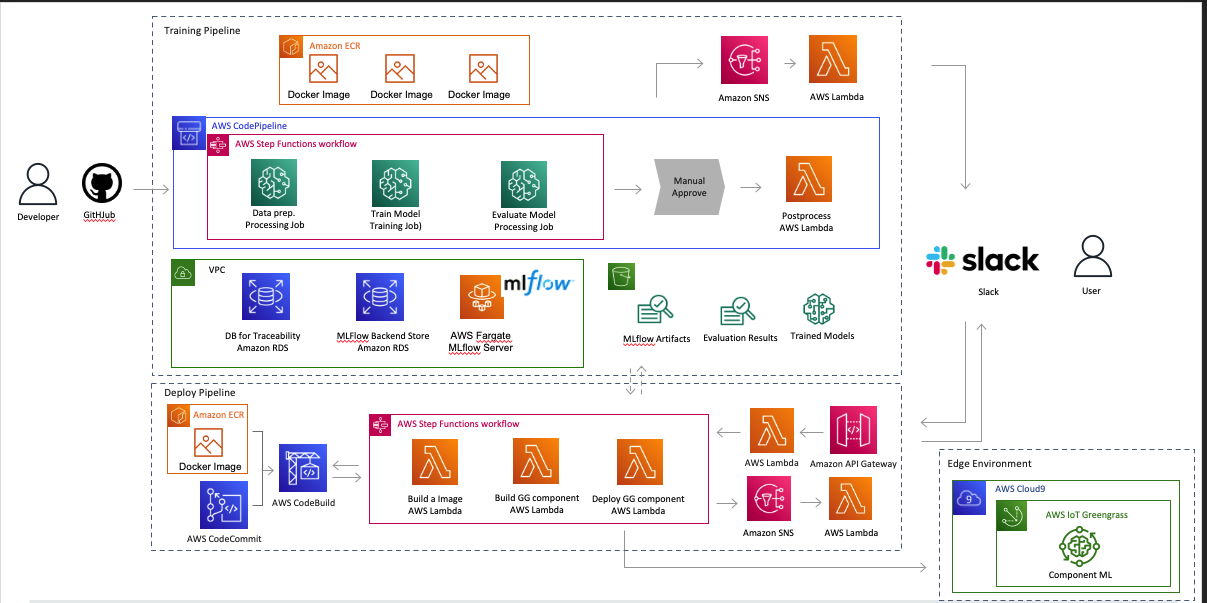 Training Pipeline
Amazon ECR
Docker Image
Docker Image
Docker Image
Amazon SNS
AWS Lambda
AWS CodePipeline
AWS Step Functions workflow
Data prep.
Processing Job
Train Model
Training Job)
Evaluate Model
Processing Job
Manual
Approve
Postprocess
AWS Lambda
Developer
GitHJub
VPC
DB for Traceability
Amazon RDS
MLFlow Backend Store
Amazon RDS
mlflow
AWS Fargate
MLflow Server
MLflow Artifacts
Evaluation Results
Trained Models
slack
Slack
User
Deploy Pipeline
Amazon ECR
Docker Image
AWS CodeCommit
AWS CodeBuild
AWS Step Functions workflow
Build a Image
AWS Lambda
Build GG component
AWS Lambda
Deploy GG component
AWS Lambda
AWS Lambda
Amazon API Gateway
Amazon SNS
AWS Lambda
Edge Environment
9
AWS Cloud9
AWS IoT Greengrass
Component ML